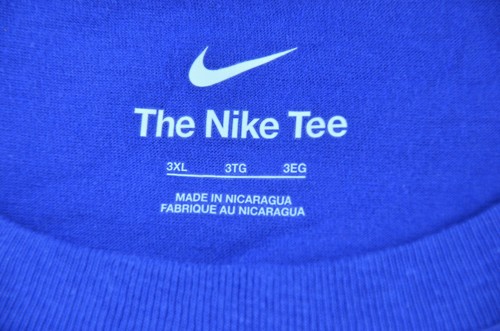 The Nike Tee
3XL 3TG 3EG
MADE IN NICARAGUA
FABRIQUE AU NICARAGUA